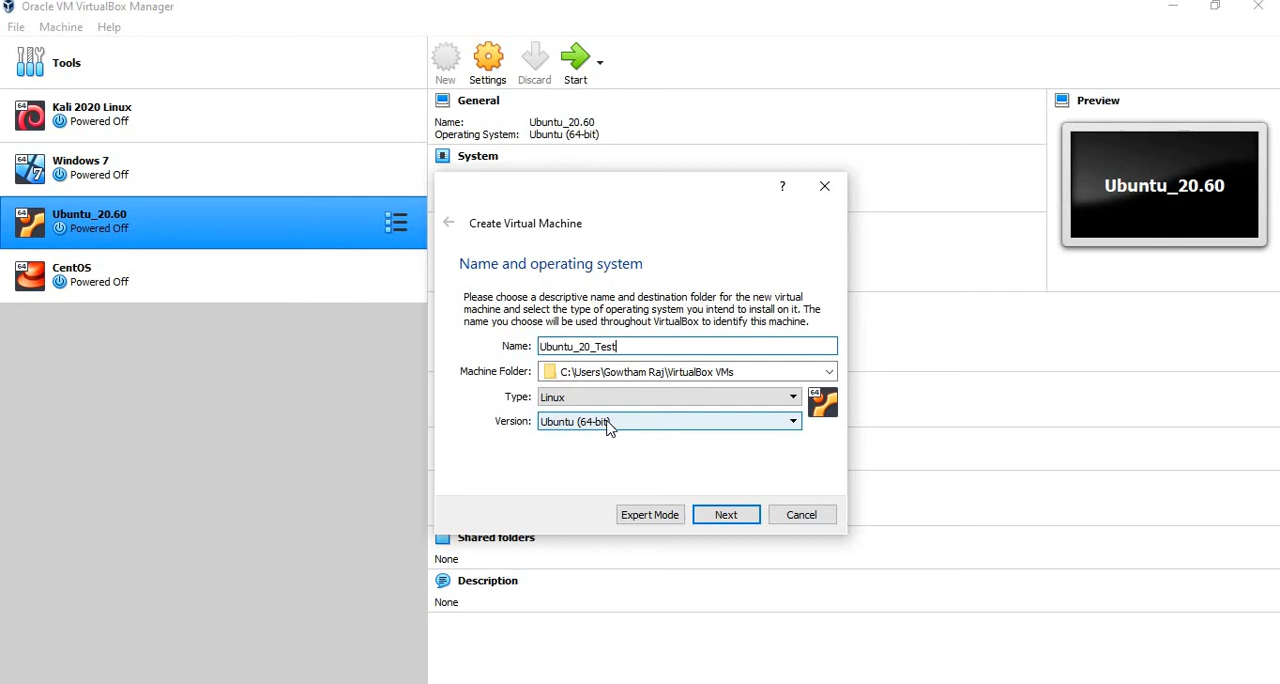 Oracle VM VirtualBox Manager
File Machine Help
Tools
New Settings Discard Start
64 Kali 2020 Linux
Powered Off
64 Windows 7
Powered Off
64 Ubuntu_20.60
Powered Off
64 CentOS
Powered Off
General
Name: Ubuntu_20.60
Operating System: Ubuntu (64-bit)
System
Preview
Ubuntu_20.60
?
Create Virtual Machine
Name and operating system
Please choose a descriptive name and destination folder for the new virtual
machine and select the type of operating system you intend to install on it. The
name you choose will be used throughout VirtualBox to identify this machine.
Name: Ubuntu_20_Test
Machine Folder: C:\Users\Gowtham Raj\VirtualBox VMs
Type: Linux
64
Version: Ubuntu (64-bit)
Expert Mode Next Cancel
Shared folders
None
Description
None